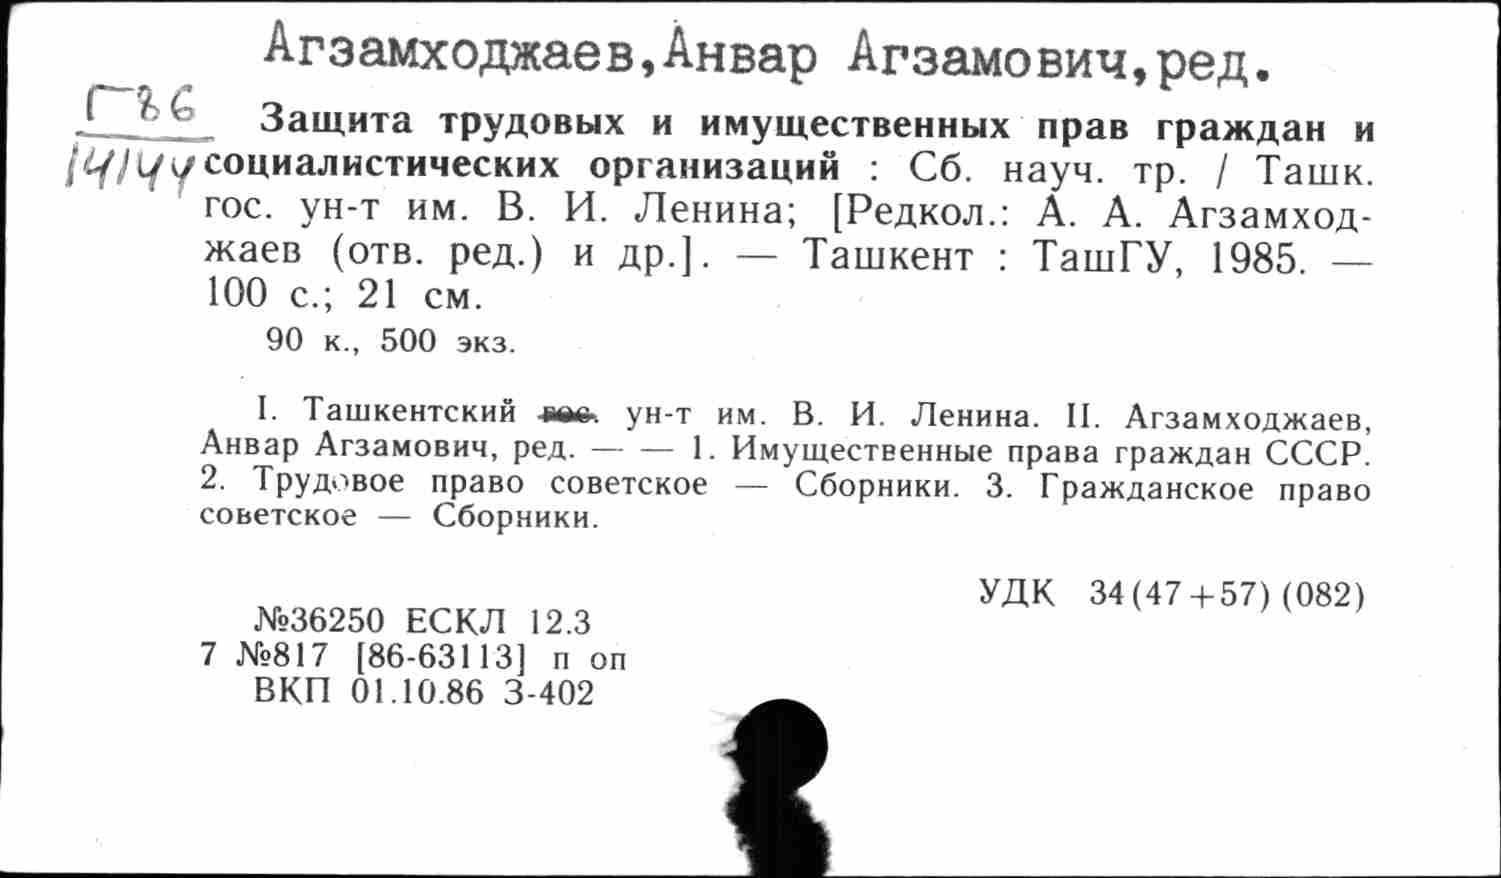 Агзамходжаев,Анвар Агзамович,ред.
Г86
14144
Защита трудовых и имущественных прав граждан и
социалистических организаций : Сб. науч. тр. / Ташк.
гос. ун-т им. В. И. Ленина; [Редкол.: А. А. Агзамход-
жаев (отв. ред.) и др.]. — Ташкент : ТашГУ, 1985. —
100 с.; 21 см.
90 к., 500 экз.
I. Ташкентский гос. ун-т им. В. И. Ленина. II. Агзамходжаев,
Анвар Агзамович, ред. — — 1. Имущественные права граждан СССР.
2. Трудовое право советское — Сборники. 3. Гражданское право
советское — Сборники.
УДК 34(47+57)(082)
№36250 ЕСКЛ 12.3
7 №817 [86-63113] п оп
ВКП 01.10.86 З-402